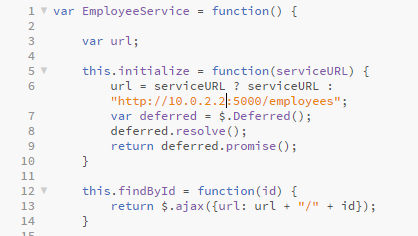 1 var EmployeeService = function() {
2
3 var url;
4
5 this.initialize = function(serviceURL) {
6 url = serviceURL ? serviceURL :
"http://10.0.2.2:5000/employees";
7 var deferred = $.Deferred();
8 deferred.resolve();
9 return deferred.promise();
10 }
11
12 this.findById = function(id) {
13 return $.ajax({url: url + "/" + id});
14 }